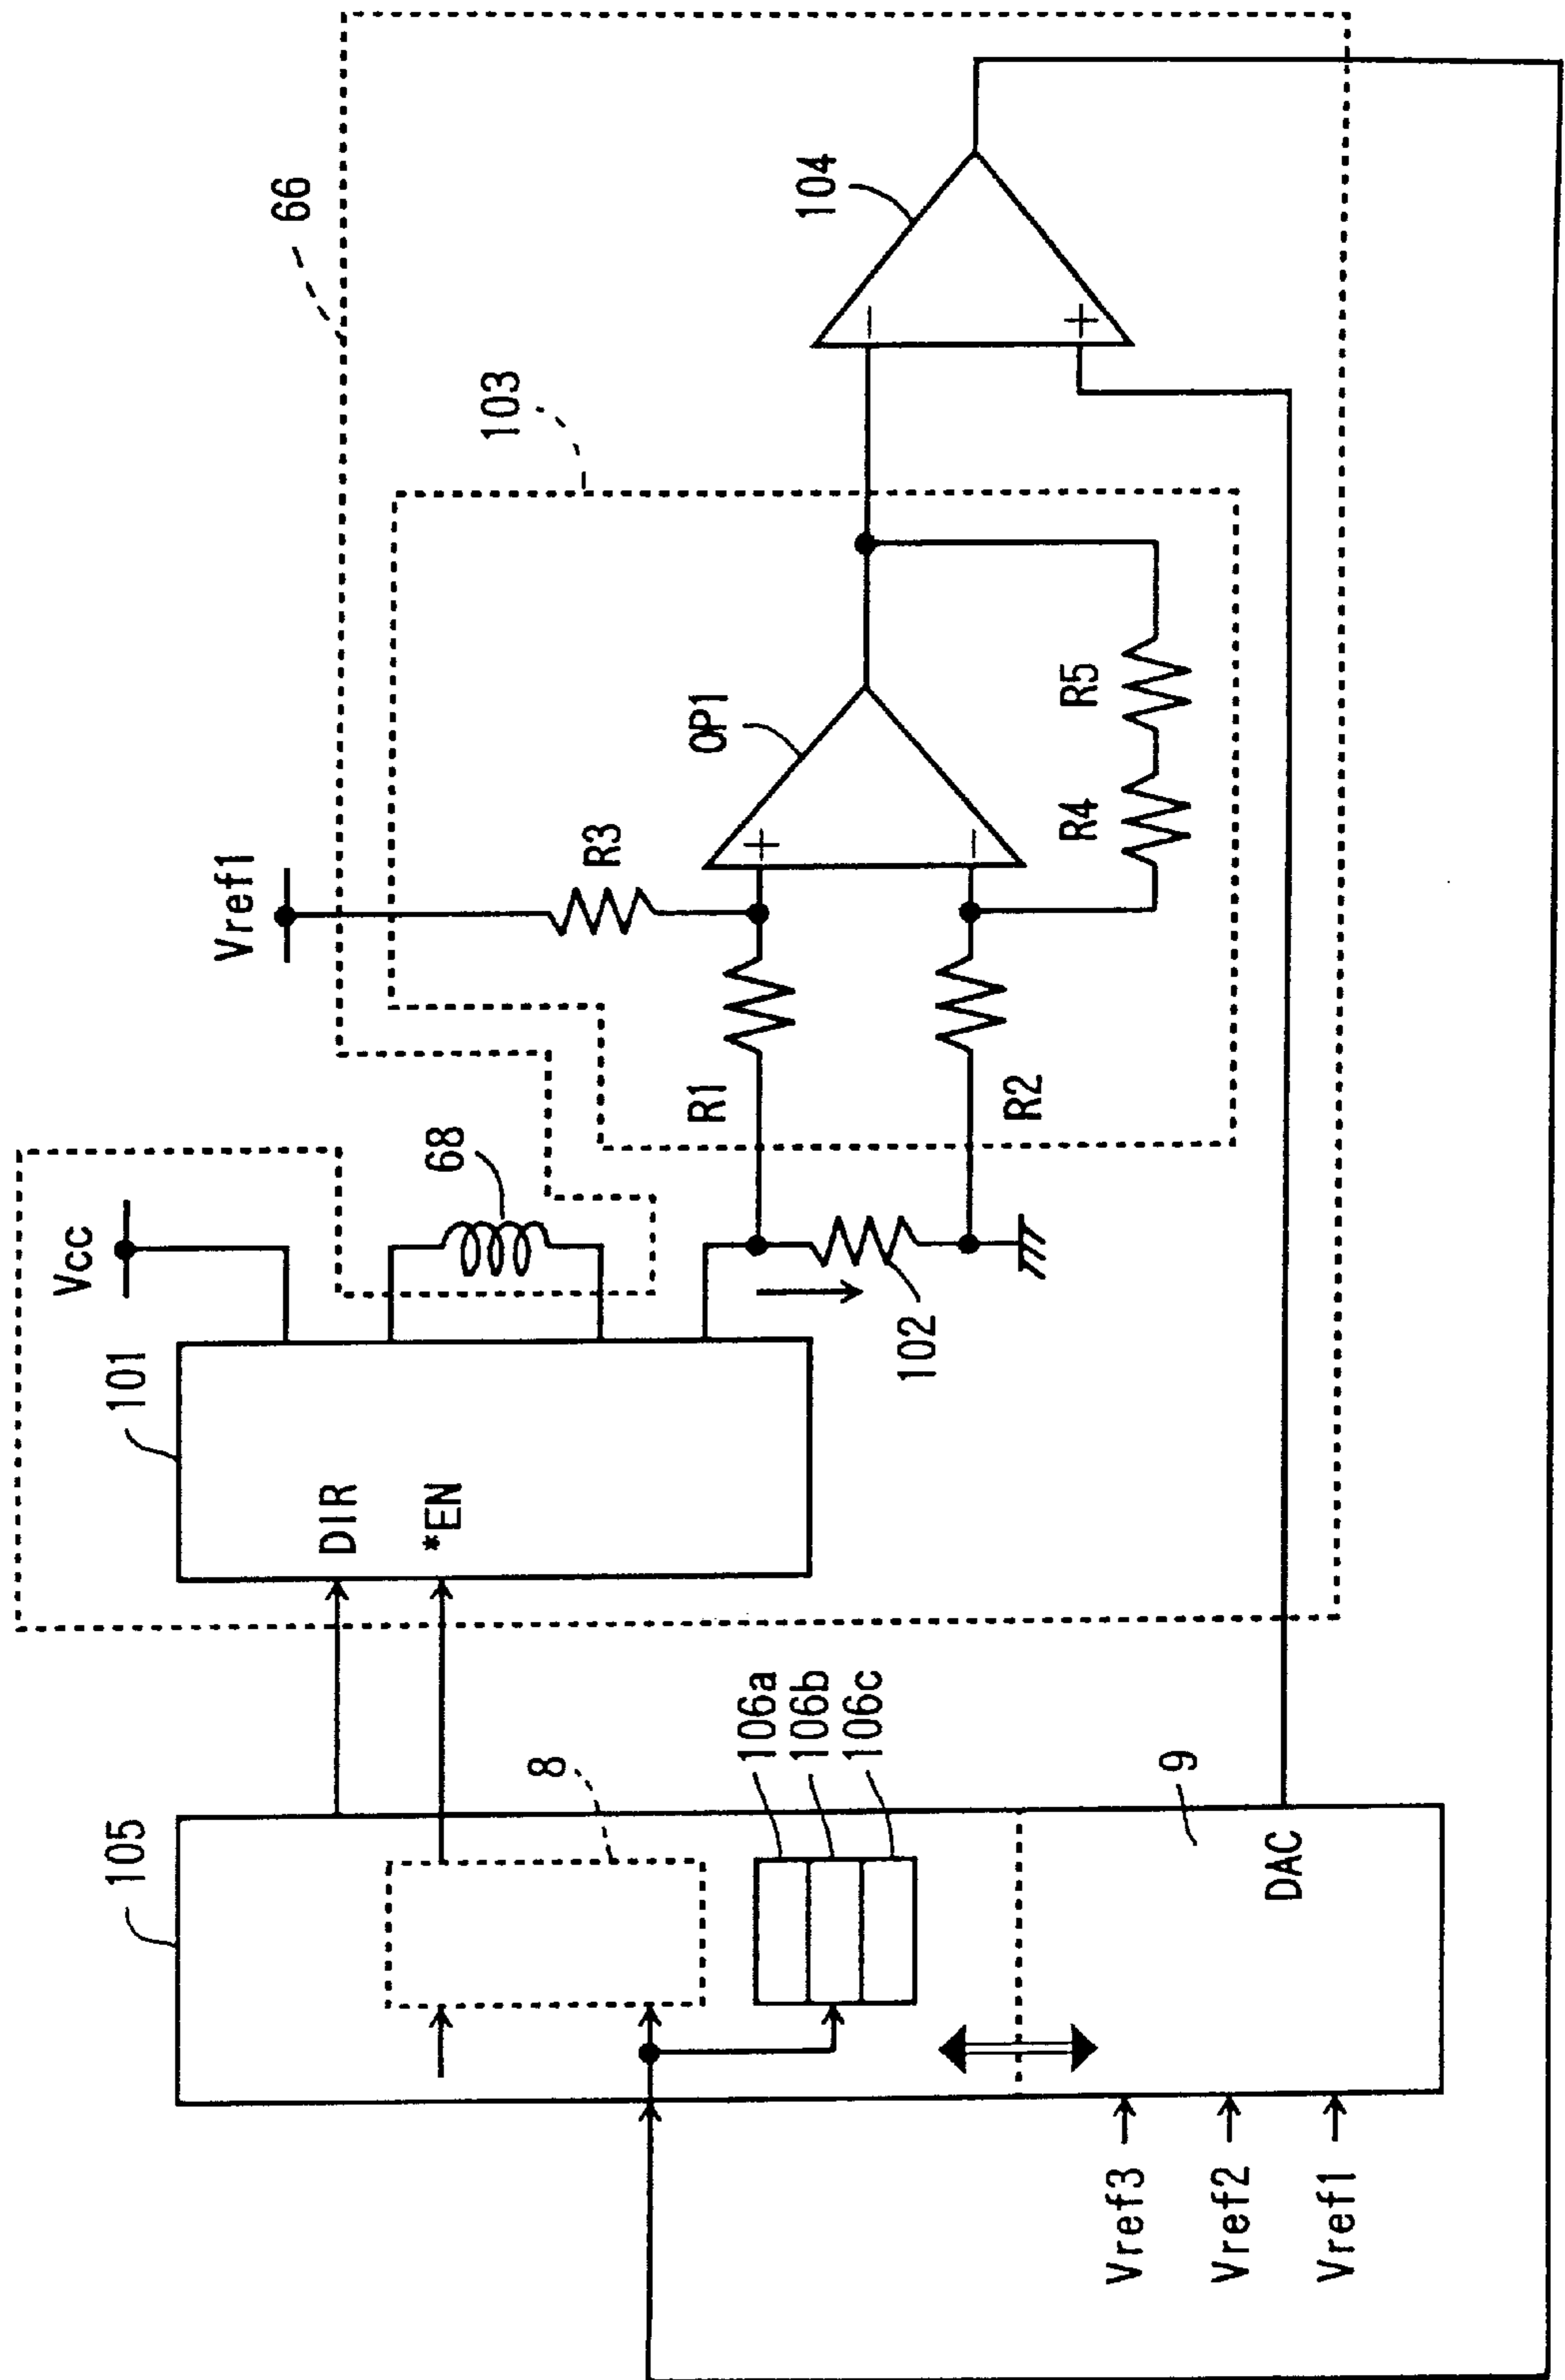 66
103
104
Vref1
Vcc
68
101
DIR
*EN
R3
OP1
R1
R2
R4
R5
102
105
8
106a
106b
106c
9
DAC
Vref3
Vref2
Vref1
+
−
−
+